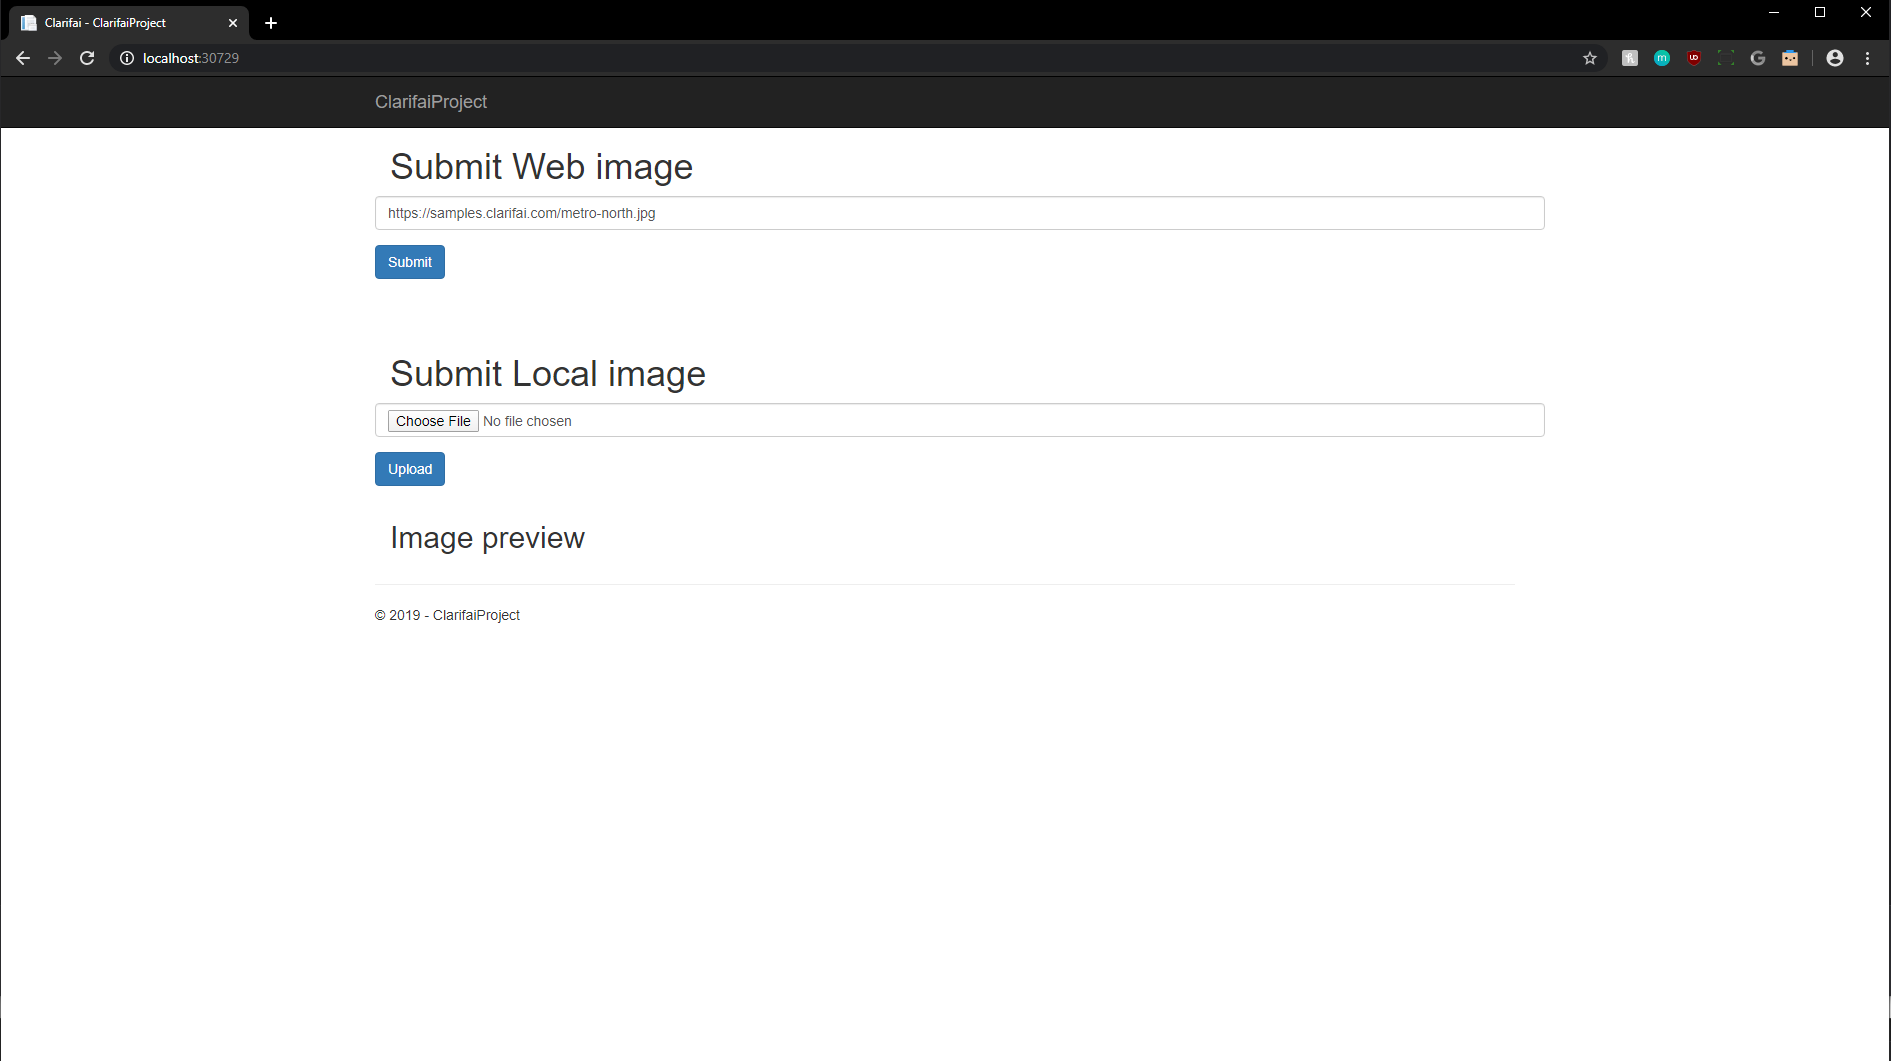 Clarifai - ClarifaiProject
localhost:30729
ClarifaiProject
Submit Web image
https://samples.clarifai.com/metro-north.jpg
Submit
Submit Local image
Choose File No file chosen
Upload
Image preview
© 2019 - ClarifaiProject